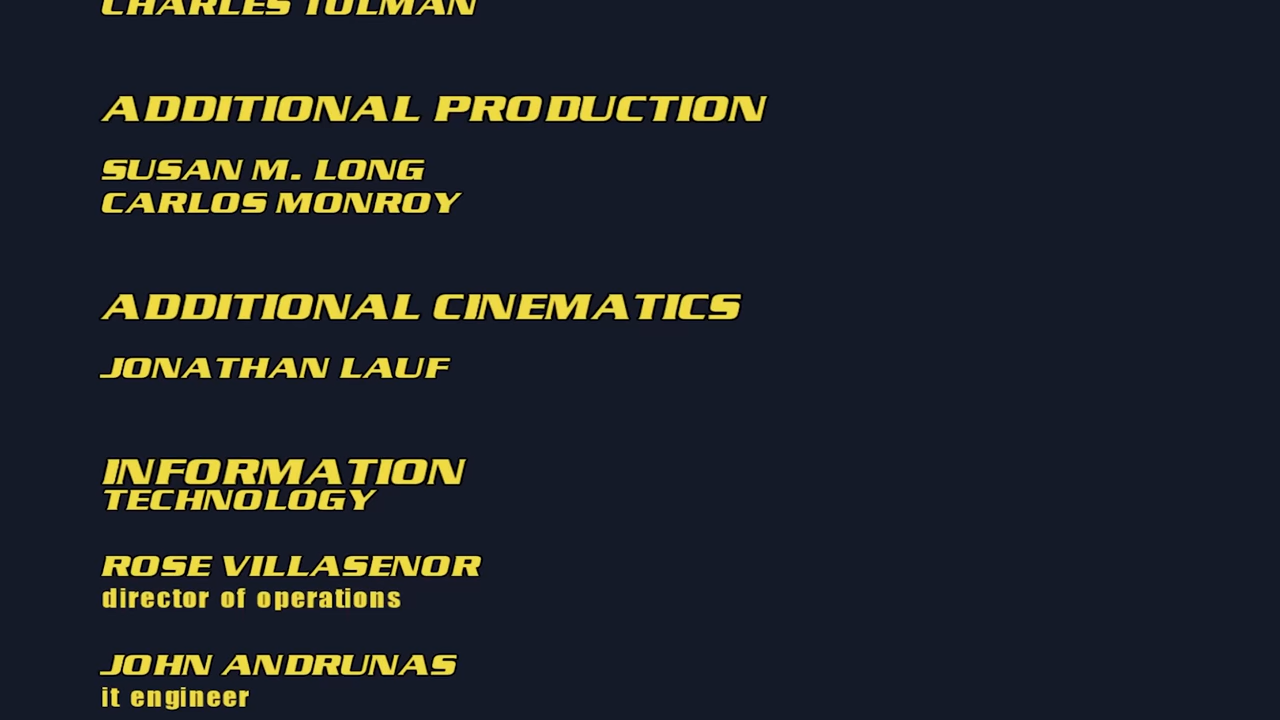 CHARLES TOLMAN
ADDITIONAL PRODUCTION
SUSAN M. LONG
CARLOS MONROY
ADDITIONAL CINEMATICS
JONATHAN LAUF
INFORMATION
TECHNOLOGY
ROSE VILLASENOR
director of operations
JOHN ANDRUNAS
it engineer